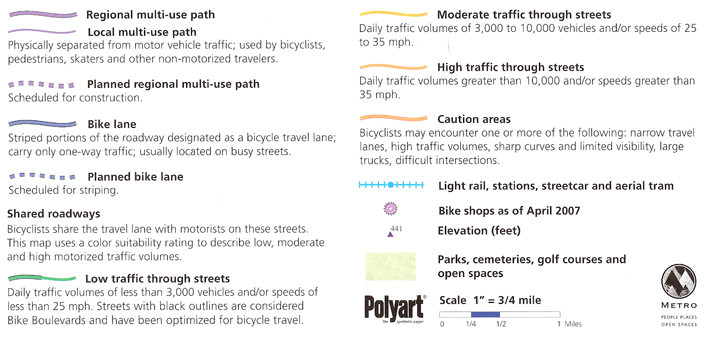 Regional multi-use path
Local multi-use path
Physically separated from motor vehicle traffic; used by bicyclists,
pedestrians, skaters and other non-motorized travelers.
Planned regional multi-use path
Scheduled for construction.
Bike lane
Striped portions of the roadway designated as a bicycle travel lane;
carry only one-way traffic; usually located on busy streets.
Planned bike lane
Scheduled for striping.
Shared roadways
Bicyclists share the travel lane with motorists on these streets.
This map uses a color suitability rating to describe low, moderate
and high motorized traffic volumes.
Low traffic through streets
Daily traffic volumes of less than 3,000 vehicles and/or speeds of
less than 25 mph. Streets with black outlines are considered
Bike Boulevards and have been optimized for bicycle travel.
Moderate traffic through streets
Daily traffic volumes of 3,000 to 10,000 vehicles and/or speeds of 25
to 35 mph.
High traffic through streets
Daily traffic volumes greater than 10,000 and/or speeds greater than
35 mph.
Caution areas
Bicyclists may encounter one or more of the following: narrow travel
lanes, high traffic volumes, sharp curves and limited visibility, large
trucks, difficult intersections.
Light rail, stations, streetcar and aerial tram
Bike shops as of April 2007
441
Elevation (feet)
Parks, cemeteries, golf courses and
open spaces
Polyart®
The synthetic paper
Scale 1" = 3/4 mile
0 1/4 1/2 1 Miles
METRO
PEOPLE PLACES
OPEN SPACES